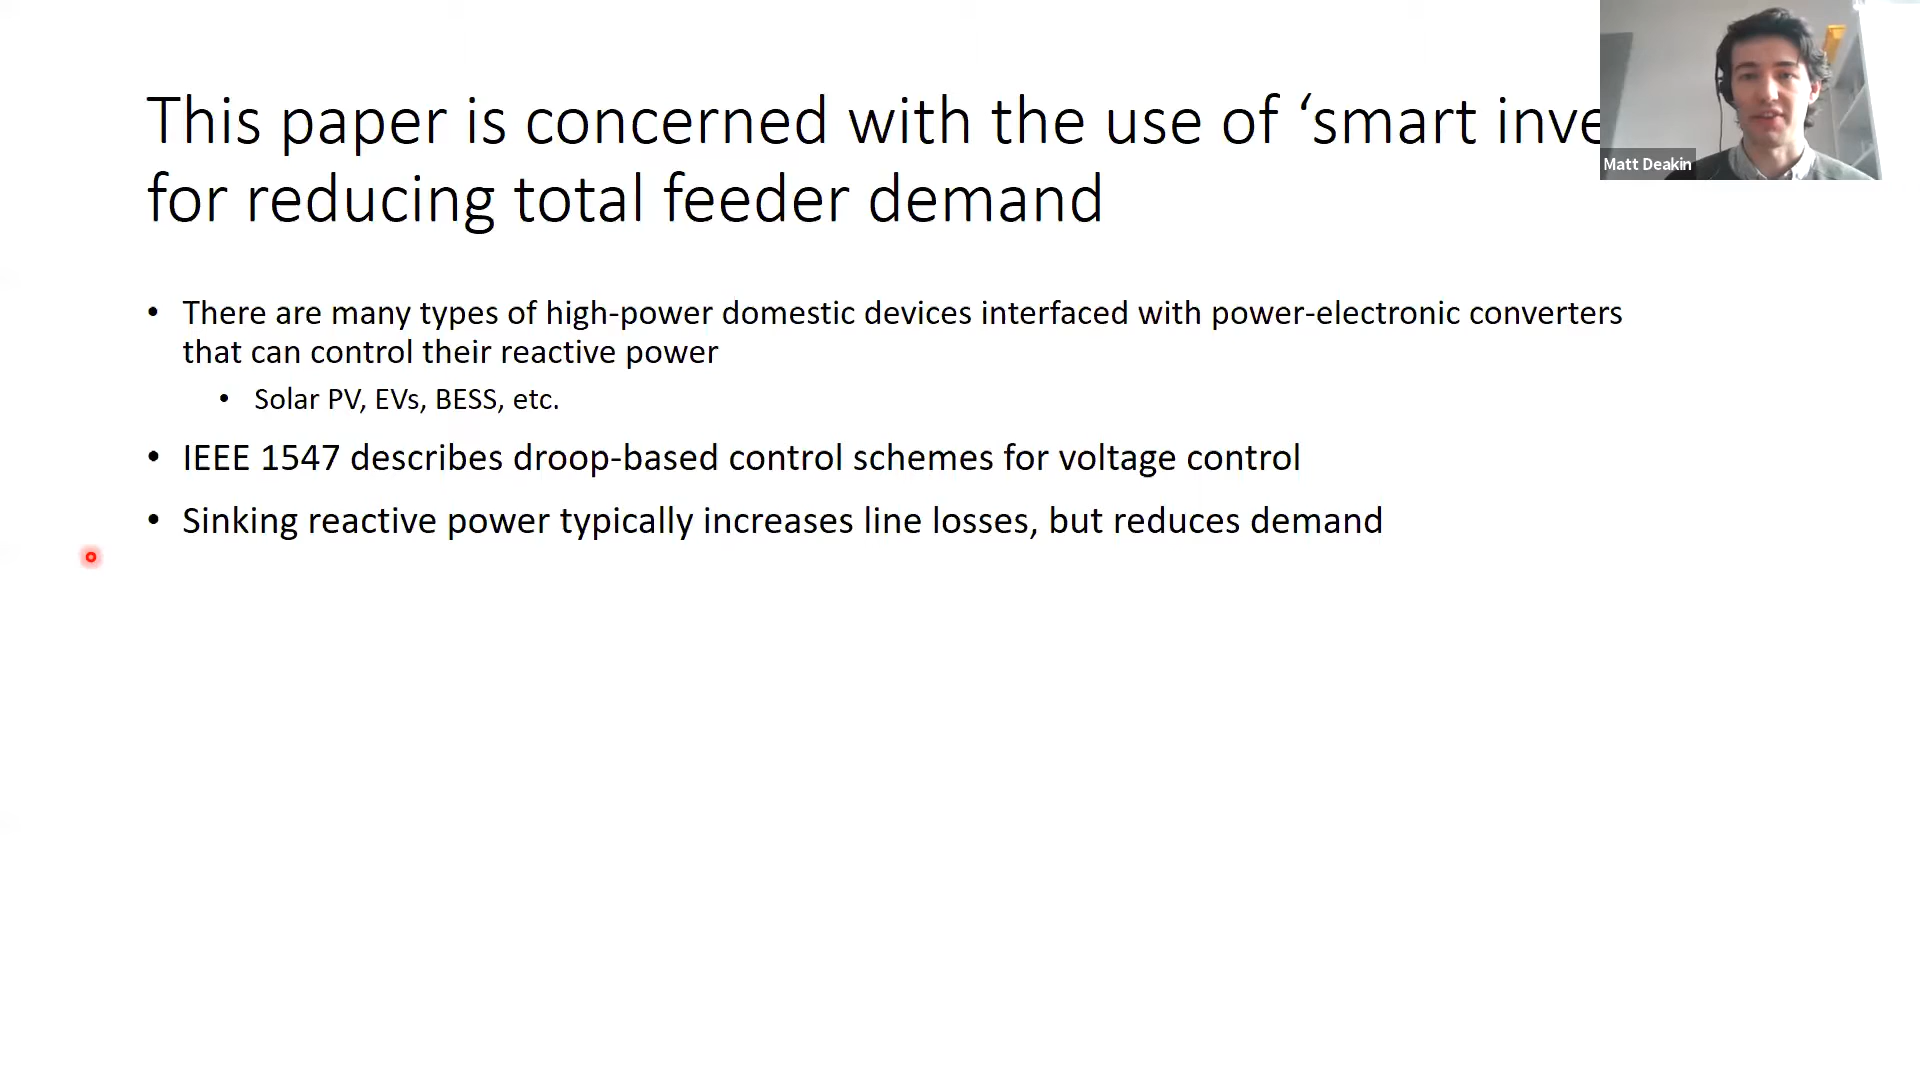 This paper is concerned with the use of ‘smart inve
for reducing total feeder demand
• There are many types of high-power domestic devices interfaced with power-electronic converters
that can control their reactive power
• Solar PV, EVs, BESS, etc.
• IEEE 1547 describes droop-based control schemes for voltage control
• Sinking reactive power typically increases line losses, but reduces demand
Matt Deakin